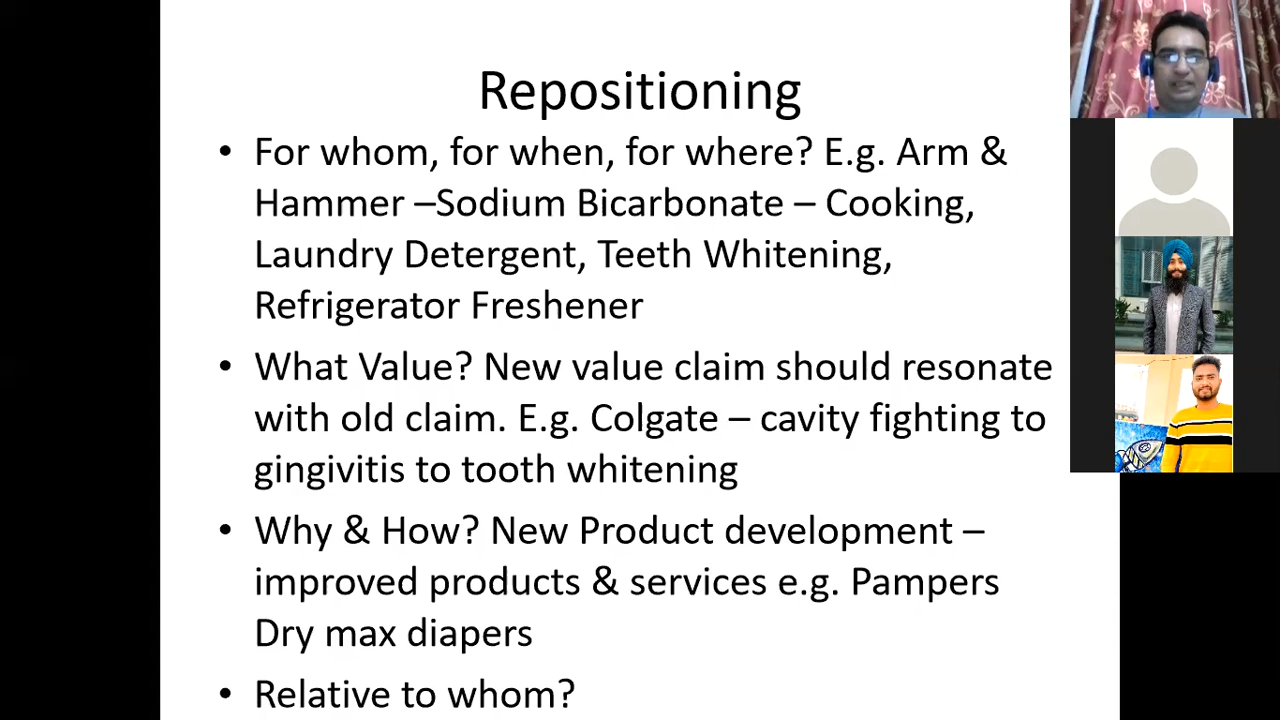 Repositioning
• For whom, for when, for where? E.g. Arm &
Hammer –Sodium Bicarbonate – Cooking,
Laundry Detergent, Teeth Whitening,
Refrigerator Freshener
• What Value? New value claim should resonate
with old claim. E.g. Colgate – cavity fighting to
gingivitis to tooth whitening
• Why & How? New Product development –
improved products & services e.g. Pampers
Dry max diapers
• Relative to whom?